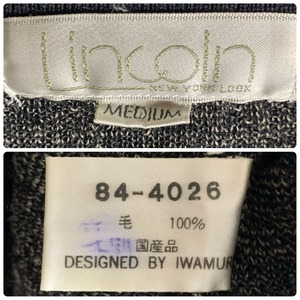 Lincoln
NEW YORK LOOK
MEDIUM
84-4026
毛 100%
国産品
DESIGNED BY IWAMUR